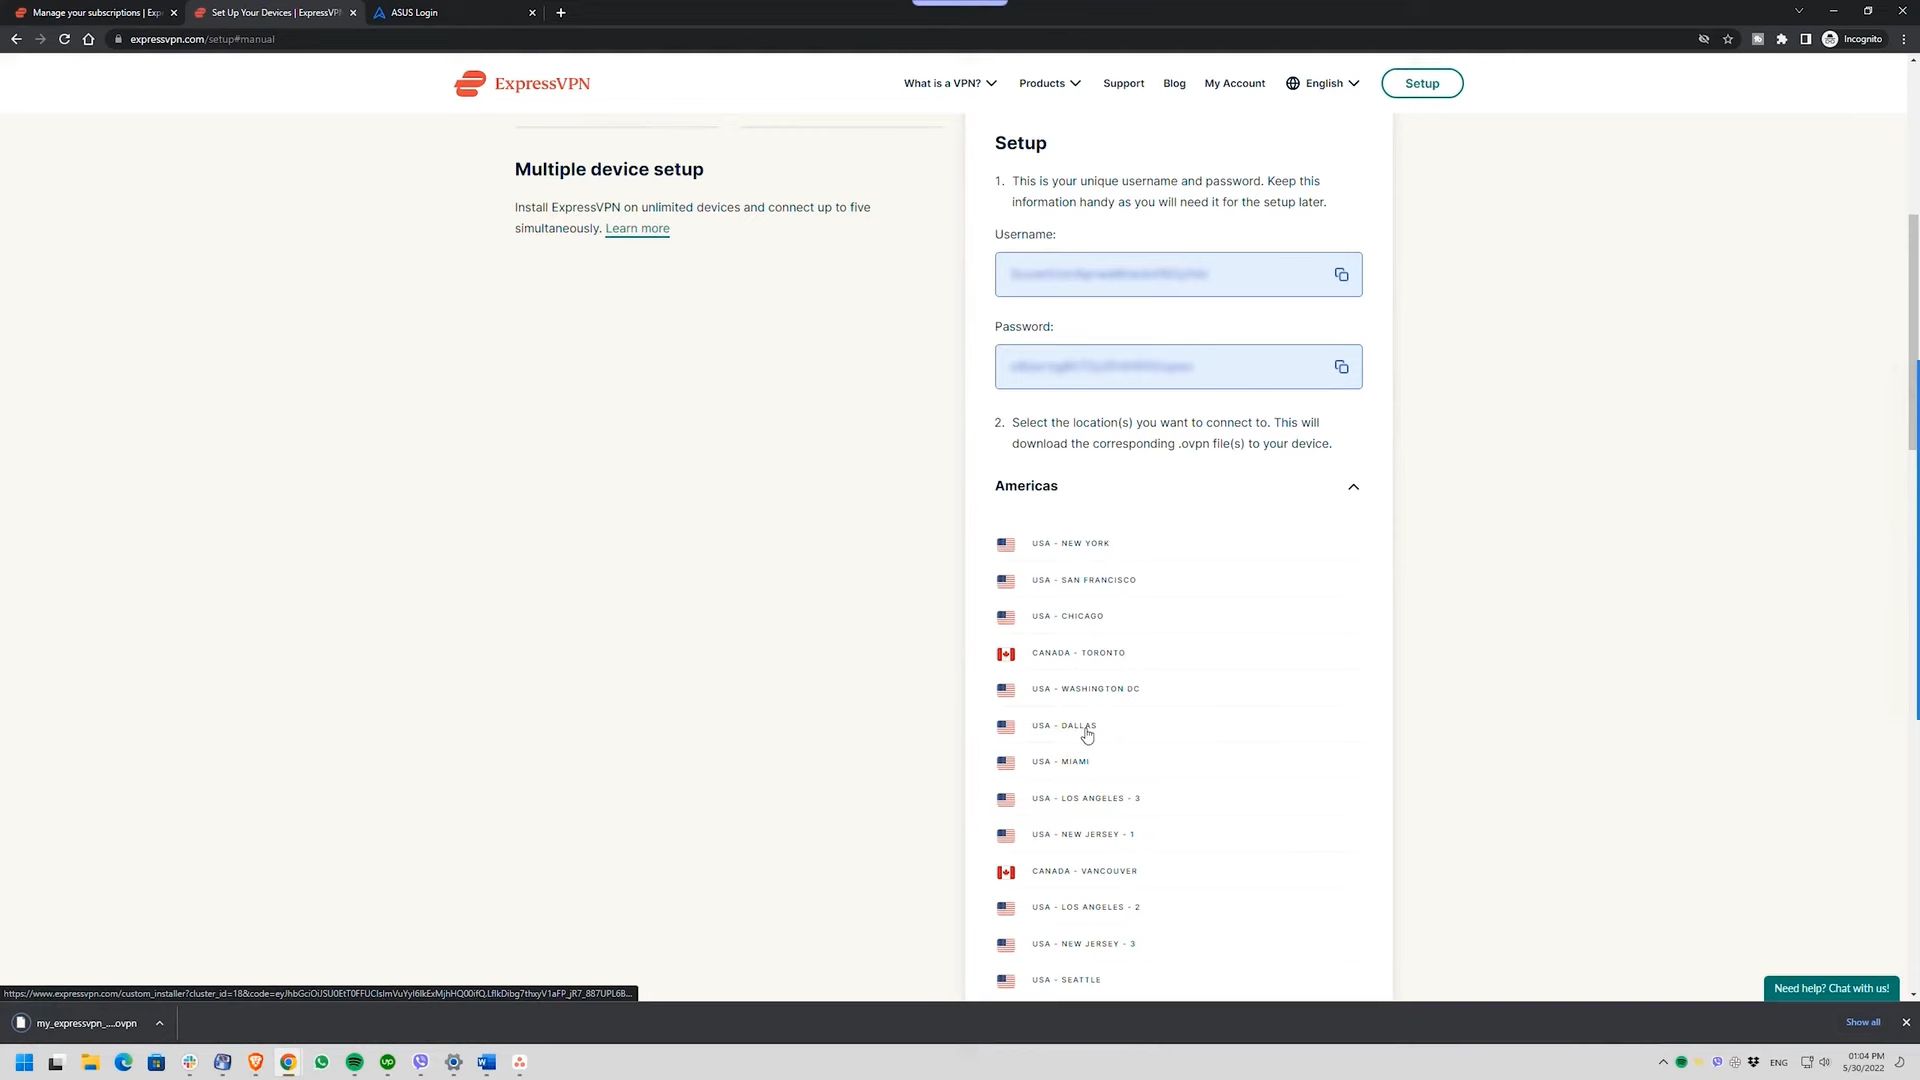 Manage your subscriptions | Exp
Set Up Your Devices | ExpressVPN
ASUS Login
expressvpn.com/setup#manual
Incognito
ExpressVPN
What is a VPN?
Products
Support
Blog
My Account
English
Setup
Multiple device setup
Install ExpressVPN on unlimited devices and connect up to five
simultaneously. Learn more
Setup
1. This is your unique username and password. Keep this
information handy as you will need it for the setup later.
Username:
Password:
2. Select the location(s) you want to connect to. This will
download the corresponding .ovpn file(s) to your device.
Americas
USA - NEW YORK
USA - SAN FRANCISCO
USA - CHICAGO
CANADA - TORONTO
USA - WASHINGTON DC
USA - DALLAS
USA - MIAMI
USA - LOS ANGELES - 3
USA - NEW JERSEY - 1
CANADA - VANCOUVER
USA - LOS ANGELES - 2
USA - NEW JERSEY - 3
USA - SEATTLE
Need help? Chat with us!
my_expressvpn_....ovpn
Show all
ENG
01:04 PM
5/30/2022